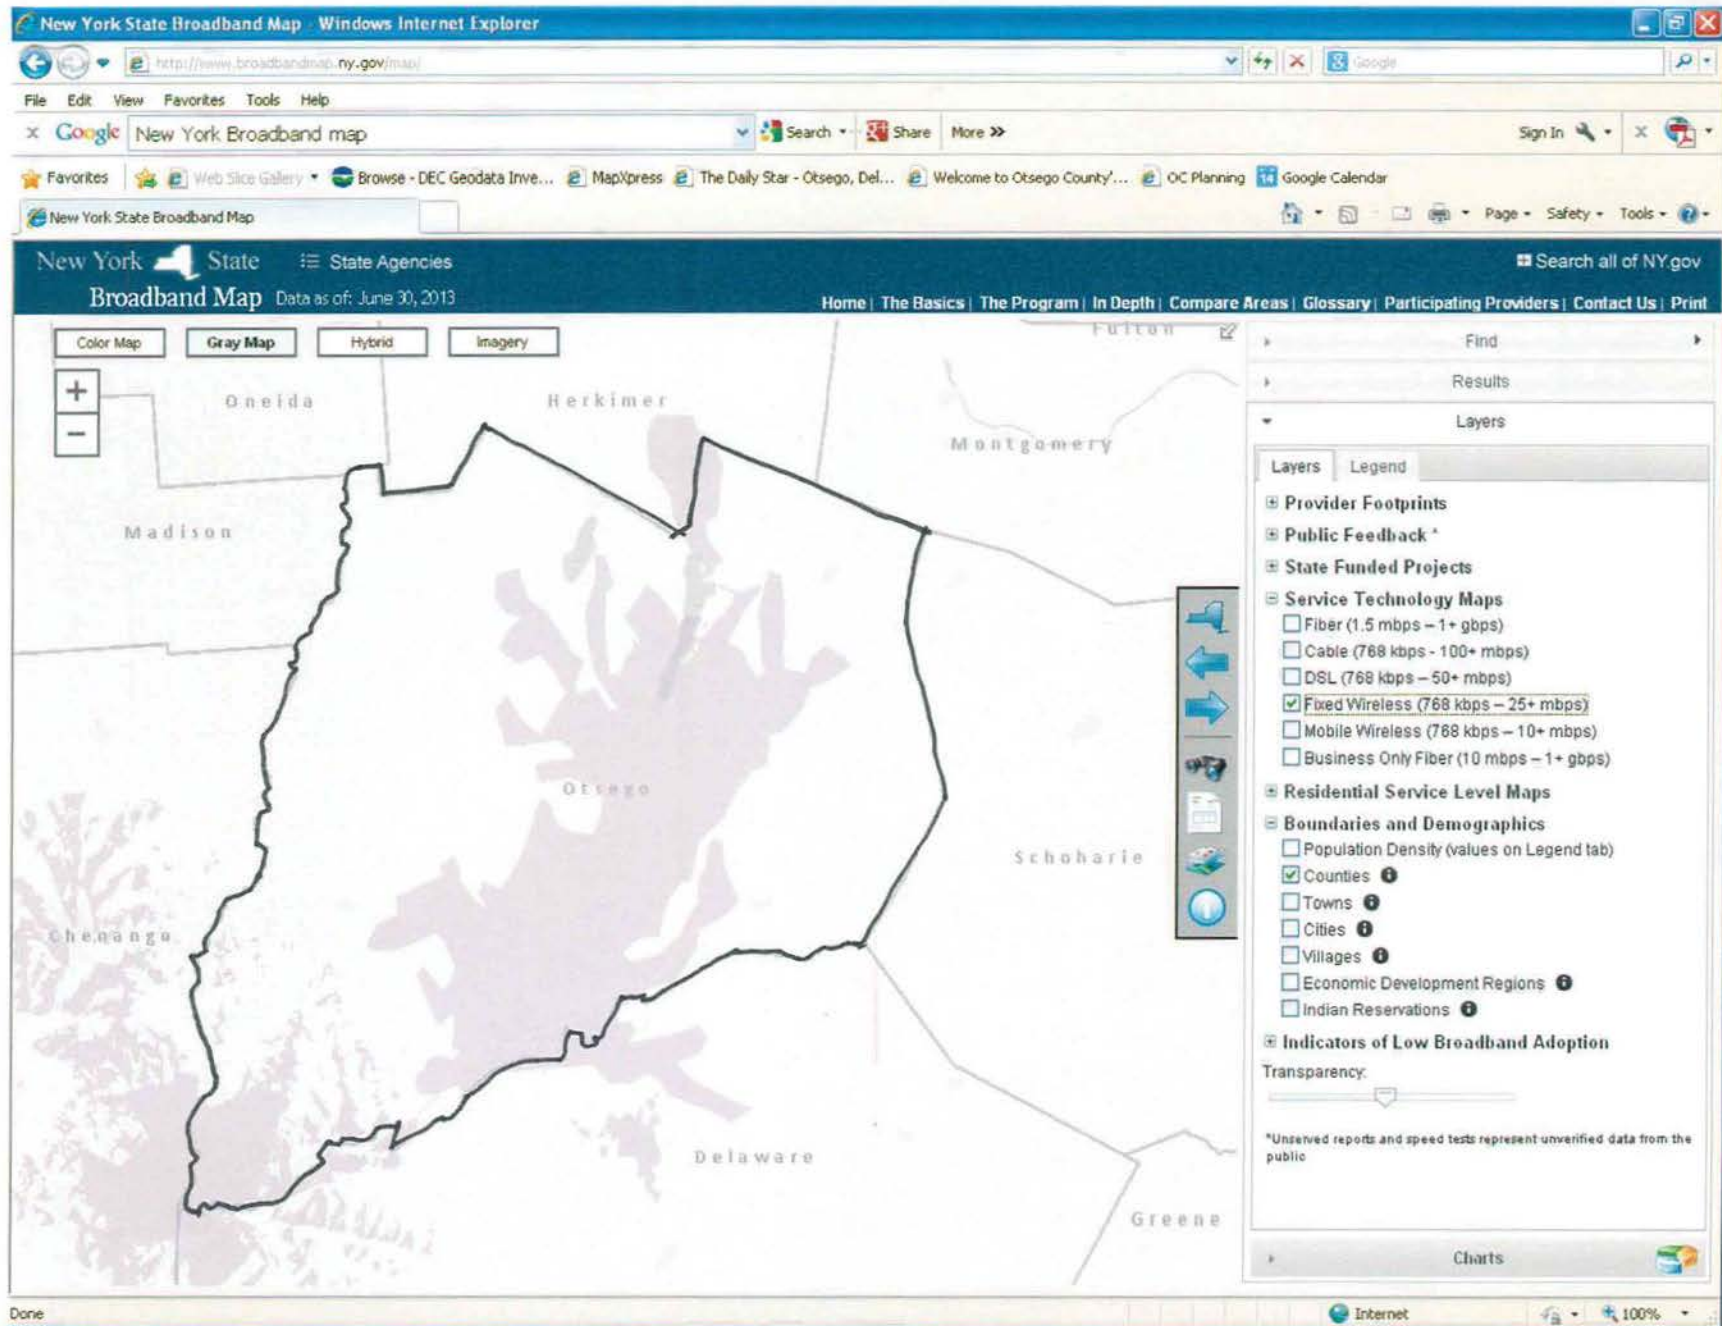 New York State Broadband Map - Windows Internet Explorer
http://www.broadbandmap.ny.gov/map/
Google
File Edit View Favorites Tools Help
x Google New York Broadband map Search Share More >> Sign In x
Favorites Web Slice Gallery Browse - DEC Geodata Inve... MapXpress The Daily Star - Otsego, Del... Welcome to Otsego County'... OC Planning 14 Google Calendar
New York State Broadband Map Page Safety Tools
New York State State Agencies Search all of NY.gov
Broadband Map Data as of: June 30, 2013 Home | The Basics | The Program | In Depth | Compare Areas | Glossary | Participating Providers | Contact Us | Print
Color Map Gray Map Hybrid Imagery
Fulton
+
Oneida
Herkimer
−
Montgomery
Madison
Otsego
Schoharie
Chenango
Delaware
Greene
Find
Results
Layers
Layers Legend
Provider Footprints
Public Feedback *
State Funded Projects
Service Technology Maps
Fiber (1.5 mbps – 1+ gbps)
Cable (768 kbps - 100+ mbps)
DSL (768 kbps – 50+ mbps)
Fixed Wireless (768 kbps – 25+ mbps)
Mobile Wireless (768 kbps – 10+ mbps)
Business Only Fiber (10 mbps – 1+ gbps)
Residential Service Level Maps
Boundaries and Demographics
Population Density (values on Legend tab)
Counties
Towns
Cities
Villages
Economic Development Regions
Indian Reservations
Indicators of Low Broadband Adoption
Transparency:
*Unserved reports and speed tests represent unverified data from the
public
Charts
Done Internet 100%